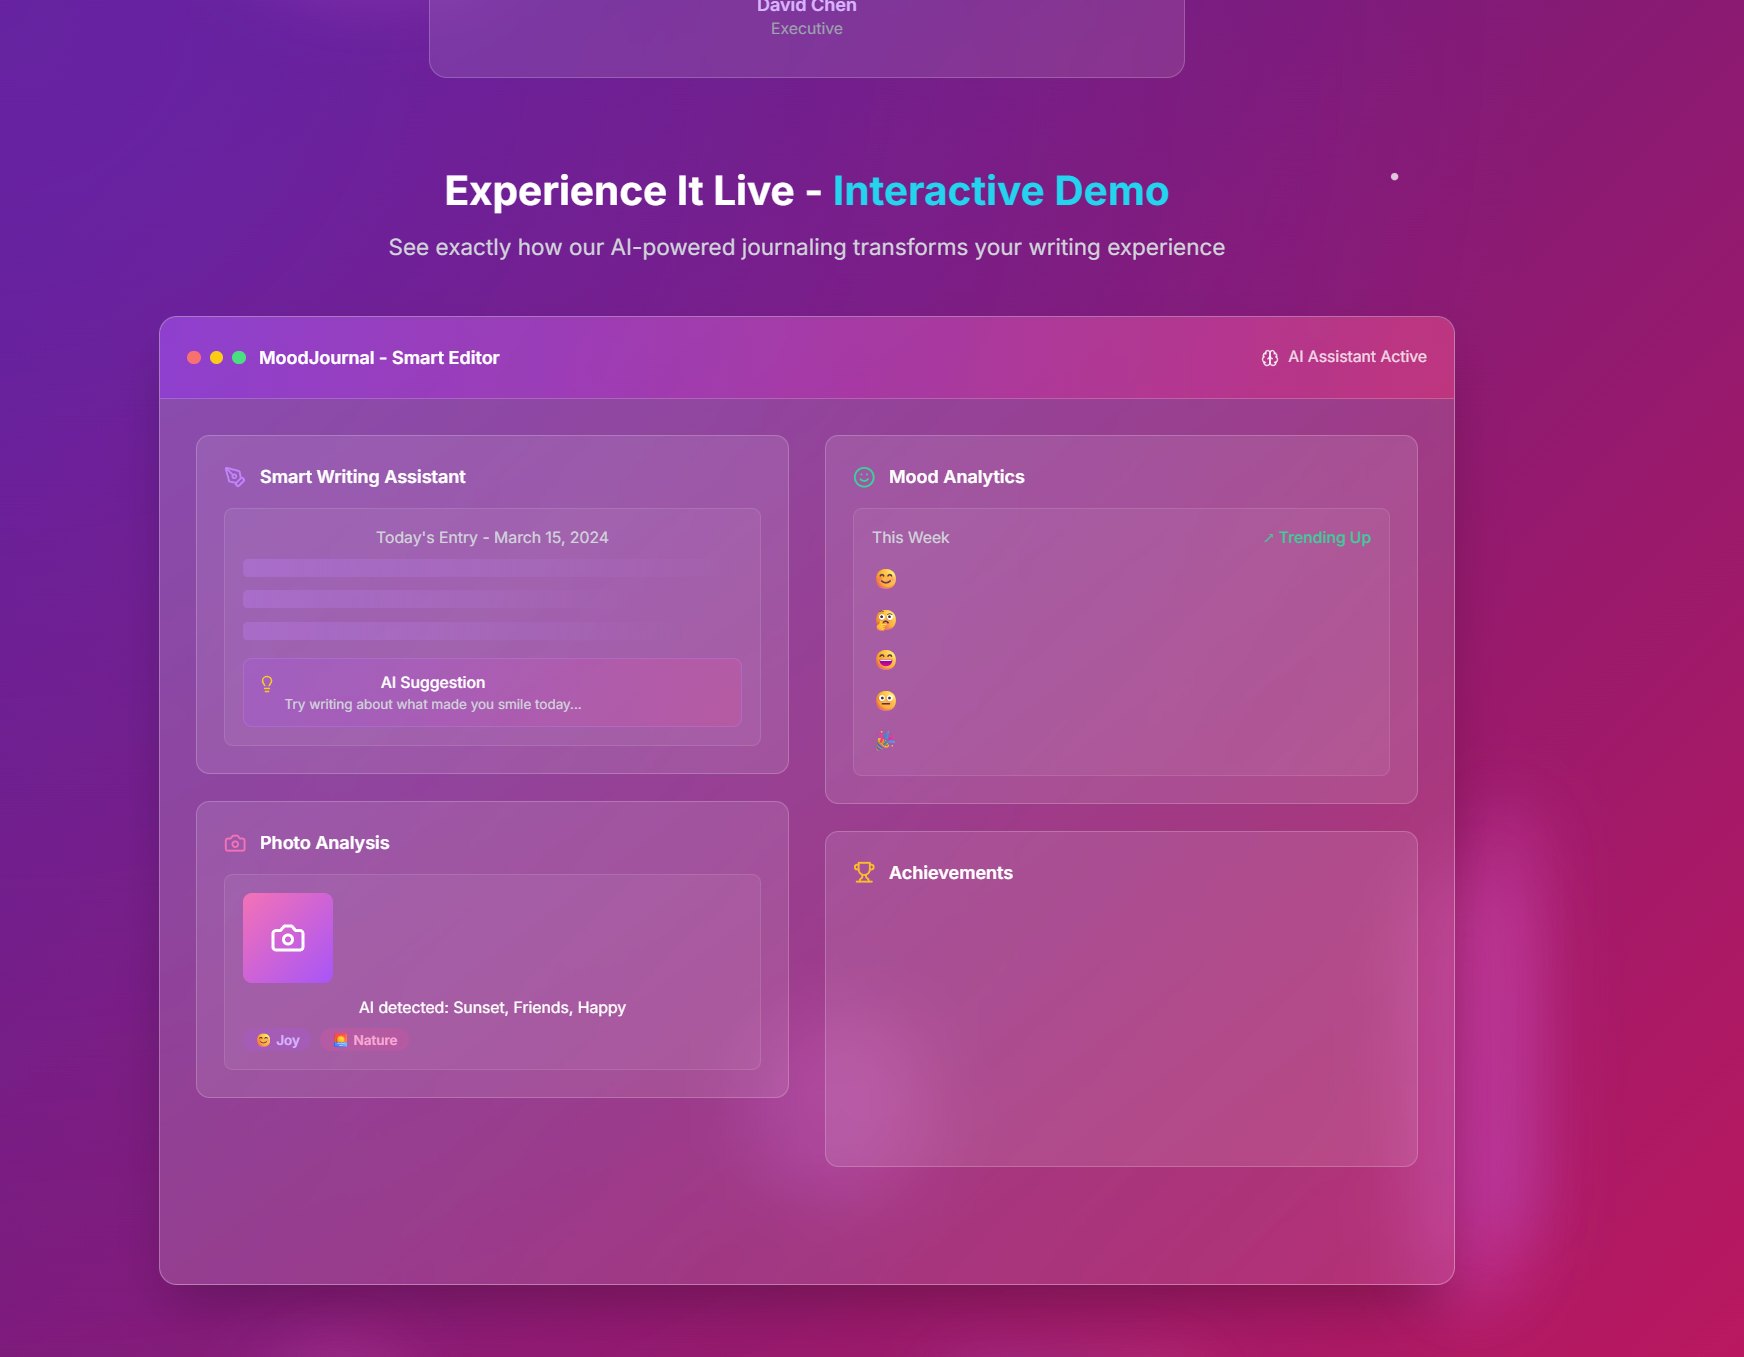 David Chen
Executive
Experience It Live - Interactive Demo
See exactly how our AI-powered journaling transforms your writing experience
MoodJournal - Smart Editor
AI Assistant Active
Smart Writing Assistant
Today's Entry - March 15, 2024
AI Suggestion
Try writing about what made you smile today...
Photo Analysis
AI detected: Sunset, Friends, Happy
😊 Joy
🌅 Nature
Mood Analytics
This Week
↗ Trending Up
Achievements